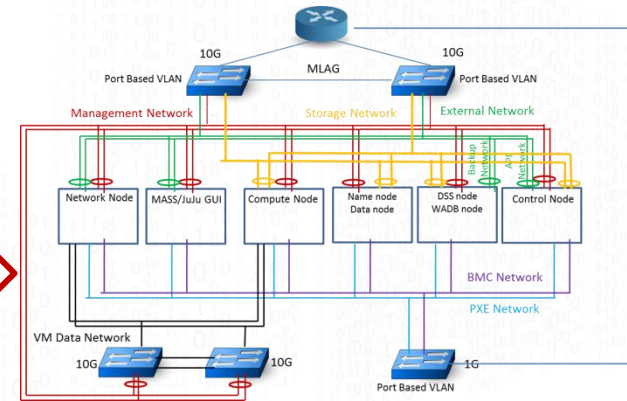 10G
10G
MLAG
Port Based VLAN
Port Based VLAN
Management Network
Storage Network
External Network
Backup
Network
API
Network
Network Node
MASS/JuJu GUI
Compute Node
Name node
Data node
DSS node
WADB node
Control Node
BMC Network
PXE Network
VM Data Network
10G
10G
1G
Port Based VLAN